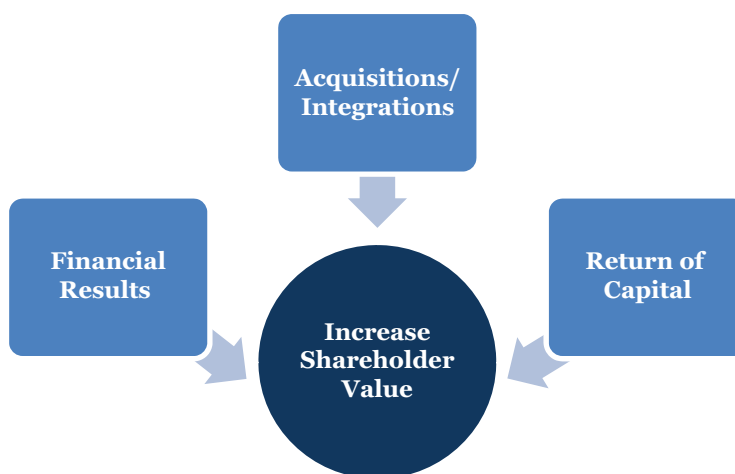 Acquisitions/
Integrations
Financial
Results
Return of
Capital
Increase
Shareholder
Value